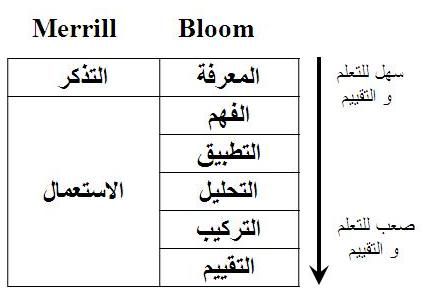 Merrill Bloom
التذكر المعرفة
سهل للتعلم
و التقييم
الفهم
التطبيق
الاستعمال التحليل
التركيب
صعب للتعلم
و التقييم
التقييم